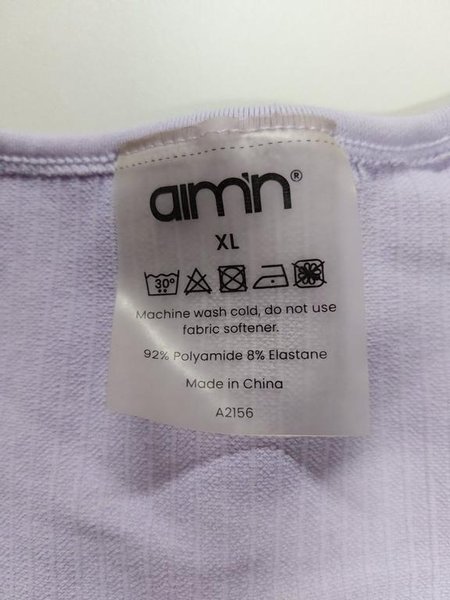 aim'n®
XL
30°
Machine wash cold, do not use
fabric softener.
92% Polyamide 8% Elastane
Made in China
A2156